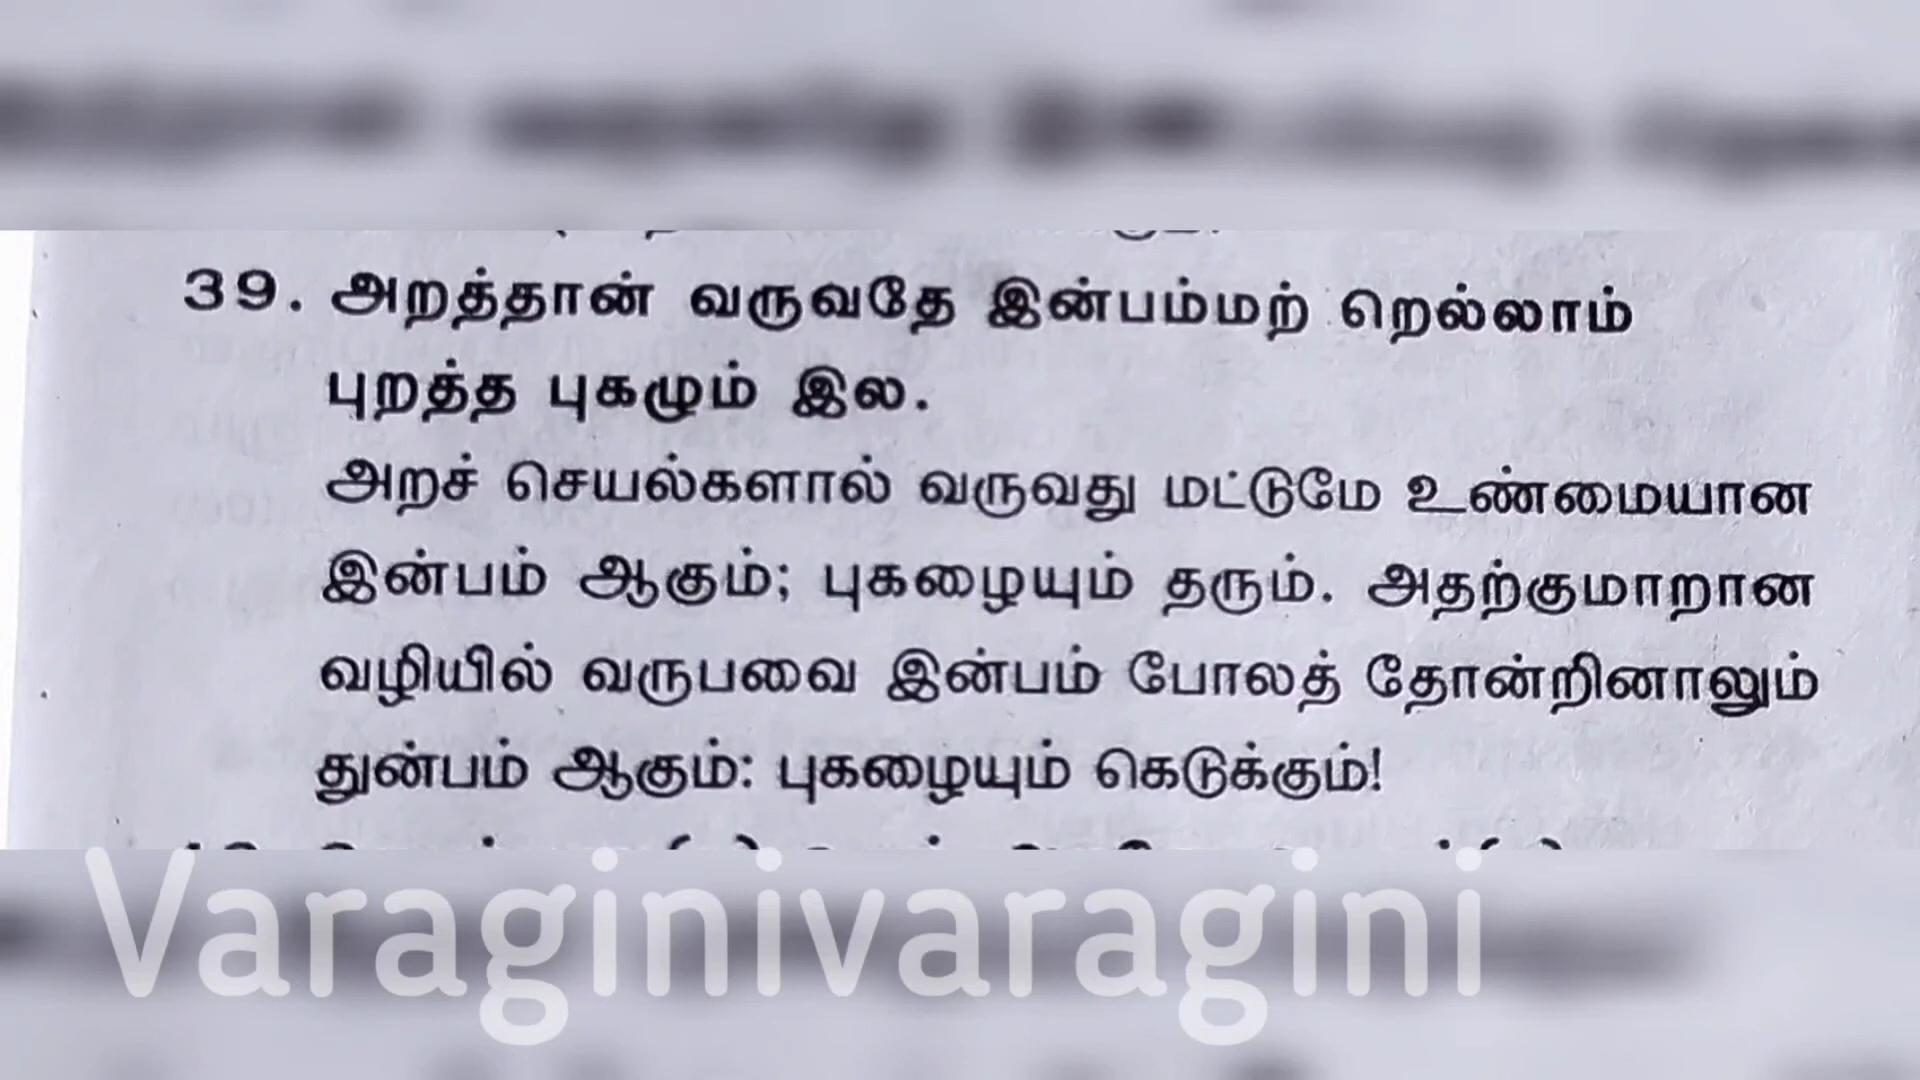 39. அறத்தான் வருவதே இன்பம்மற் றெல்லாம்
புறத்த புகழும் இல.
அறச் செயல்களால் வருவது மட்டுமே உண்மையான
இன்பம் ஆகும்; புகழையும் தரும். அதற்குமாறான
வழியில் வருபவை இன்பம் போலத் தோன்றினாலும்
துன்பம் ஆகும்: புகழையும் கெடுக்கும்!
Varaginivaragini